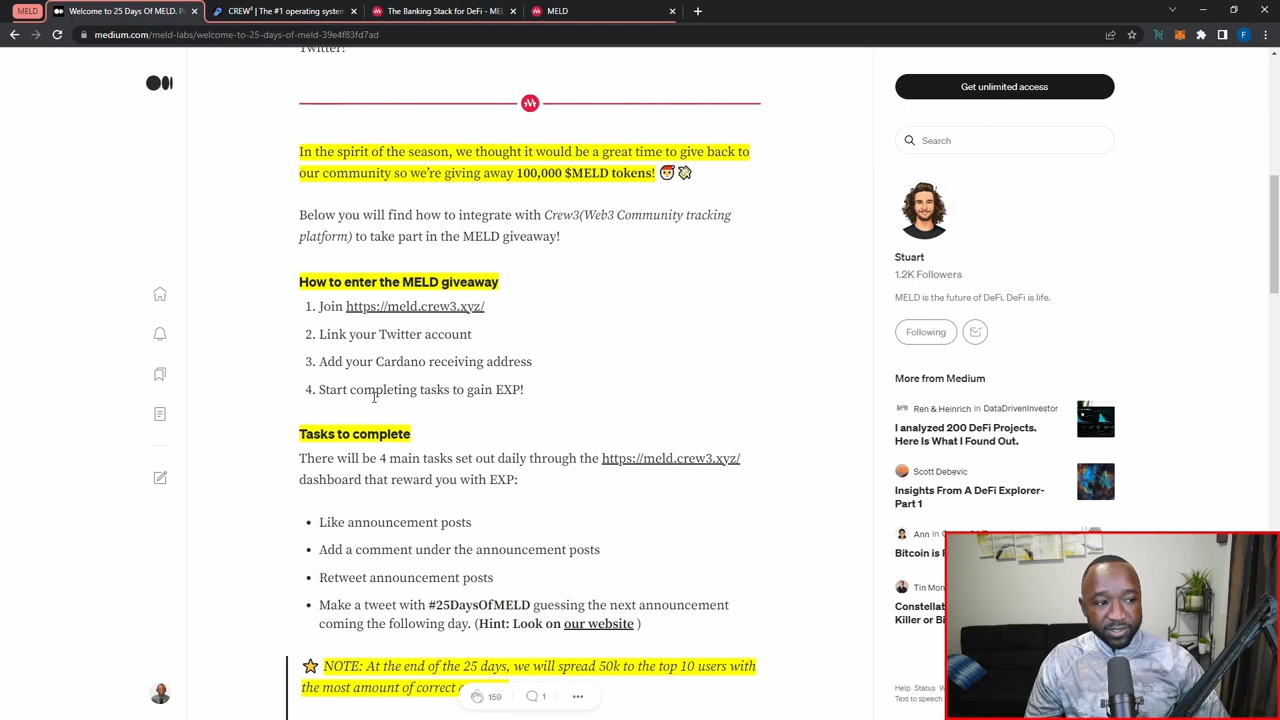 MELD
Welcome to 25 Days Of MELD. P
CREW³ | The #1 operating system
The Banking Stack for DeFi - MEL
MELD
medium.com/meld-labs/welcome-to-25-days-of-meld-39e4f83fd7ad
F
Twitter!
In the spirit of the season, we thought it would be a great time to give back to
our community so we're giving away 100,000 $MELD tokens!
Below you will find how to integrate with Crew3(Web3 Community tracking
platform) to take part in the MELD giveaway!
How to enter the MELD giveaway
1. Join https://meld.crew3.xyz/
2. Link your Twitter account
3. Add your Cardano receiving address
4. Start completing tasks to gain EXP!
Tasks to complete
There will be 4 main tasks set out daily through the https://meld.crew3.xyz/
dashboard that reward you with EXP:
• Like announcement posts
• Add a comment under the announcement posts
• Retweet announcement posts
• Make a tweet with #25DaysOfMELD guessing the next announcement
coming the following day. (Hint: Look on our website )
NOTE: At the end of the 25 days, we will spread 50k to the top 10 users with
the most amount of correct
159
1
Get unlimited access
Search
Stuart
1.2K Followers
MELD is the future of DeFi. DeFi is life.
Following
More from Medium
Ren & Heinrich in DataDrivenInvestor
I analyzed 200 DeFi Projects.
Here Is What I Found Out.
Scott Debevic
Insights From A DeFi Explorer-
Part 1
Ann in
Bitcoin is
Tin Mon
Constellat
Killer or Bi
Help Status
Text to speech